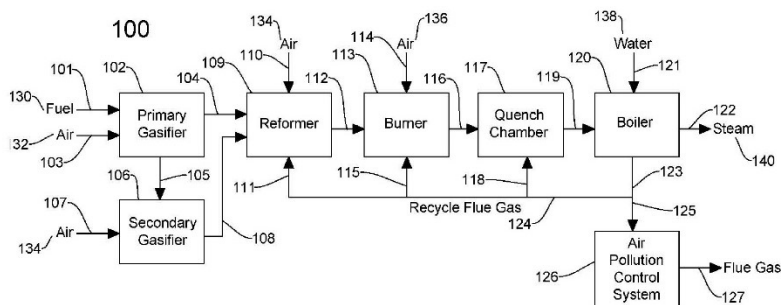 100
134
Air
110
109
104
102
101
130
Fuel
132
Air
103
Primary
Gasifier
Reformer
112
114
113
136
Air
Burner
116
117
Quench
Chamber
119
138
Water
121
120
Boiler
122
Steam
140
105
106
107
134
Air
Secondary
Gasifier
108
111
115
118
Recycle Flue Gas
124
123
125
126
Air
Pollution
Control
System
Flue Gas
127